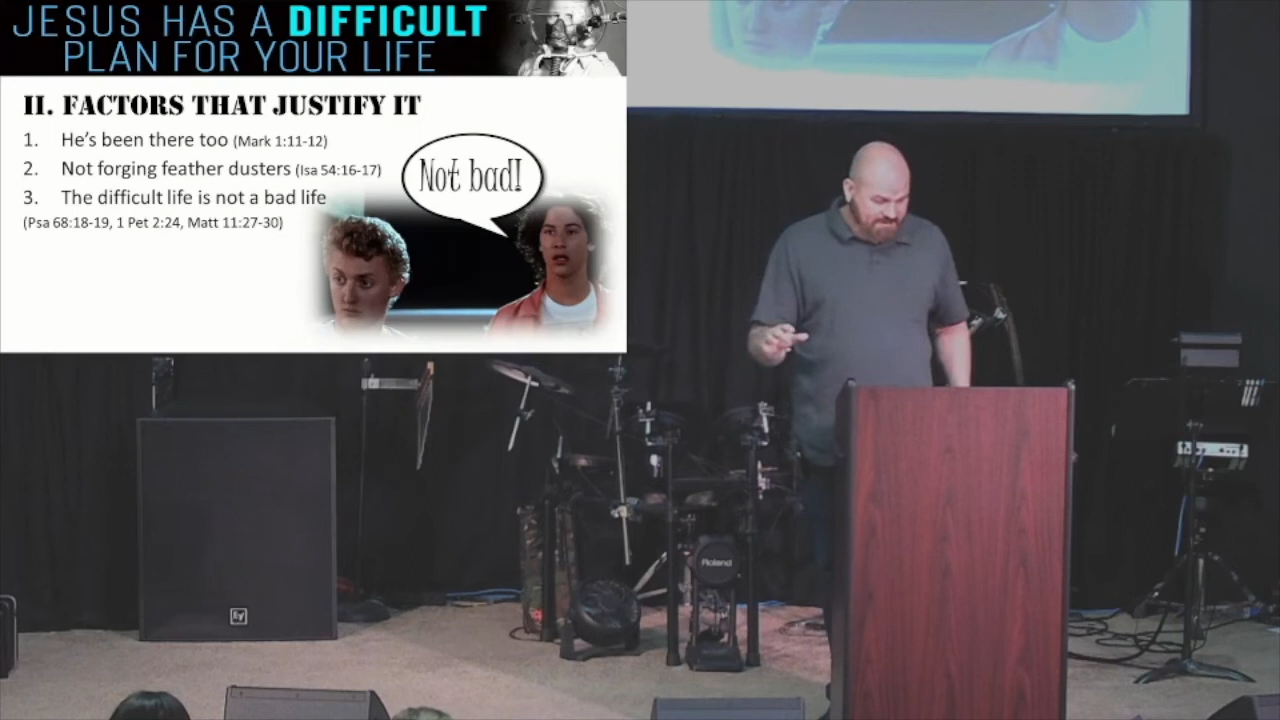 JESUS HAS A DIFFICULT
PLAN FOR YOUR LIFE
II. FACTORS THAT JUSTIFY IT
1. He's been there too (Mark 1:11-12)
2. Not forging feather dusters (Isa 54:16-17)
3. The difficult life is not a bad life
(Psa 68:18-19, 1 Pet 2:24, Matt 11:27-30)
Not bad!
Roland
EV